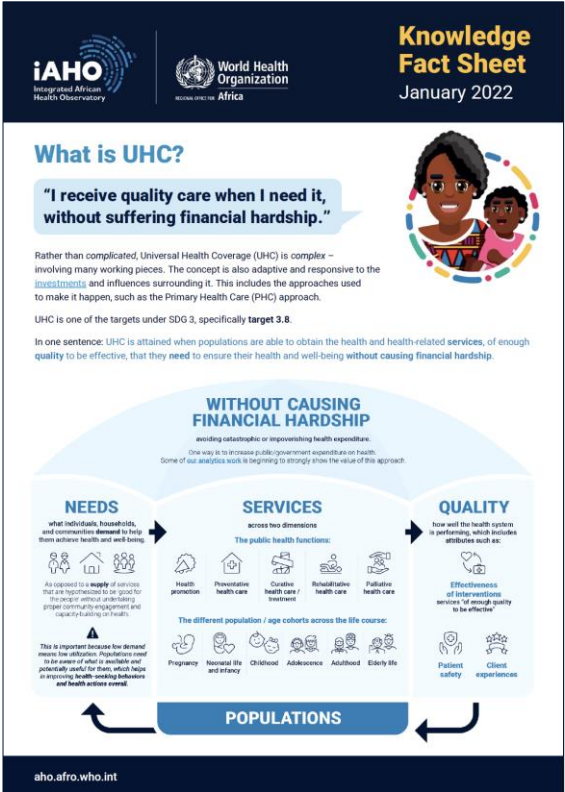 iAHO
Integrated African
Health Observatory
World Health
Organization
REGIONAL OFFICE FOR Africa
Knowledge
Fact Sheet
January 2022
What is UHC?
“I receive quality care when I need it,
without suffering financial hardship.”
Rather than complicated, Universal Health Coverage (UHC) is complex –
involving many working pieces. The concept is also adaptive and responsive to the
investments and influences surrounding it. This includes the approaches used
to make it happen, such as the Primary Health Care (PHC) approach.
UHC is one of the targets under SDG 3, specifically target 3.8.
In one sentence: UHC is attained when populations are able to obtain the health and health-related services, of enough
quality to be effective, that they need to ensure their health and well-being without causing financial hardship.
WITHOUT CAUSING
FINANCIAL HARDSHIP
avoiding catastrophic or impoverishing health expenditure.
One way is to increase public/government expenditure on health.
Some of our analytics work is beginning to strongly show the value of this approach
NEEDS
what individuals, households,
and communities demand to help
them achieve health and well-being.
As opposed to a supply of services
that are hypothesized to be 'good for
the people' without undertaking
proper community-engagement and
capacity-building on health.
This is important because low demand
means low utilization. Populations need
to be aware of what is available and
potentially useful for them, which helps
in improving health-seeking behaviors
and health actions overall.
SERVICES
across two dimensions
The public health functions:
Health
promotion
Preventative
health care
Curative
health care /
treatment
Rehabilitative
health care
Palliative
health care
The different population / age cohorts across the life course:
Pregnancy
Neonatal life
and infancy
Childhood
Adolescence
Adulthood
Elderly life
QUALITY
how well the health system
is performing, which includes
attributes such as:
Effectiveness
of interventions
services "of enough quality
to be effective"
Patient
safety
Client
experiences
POPULATIONS
aho.afro.who.int